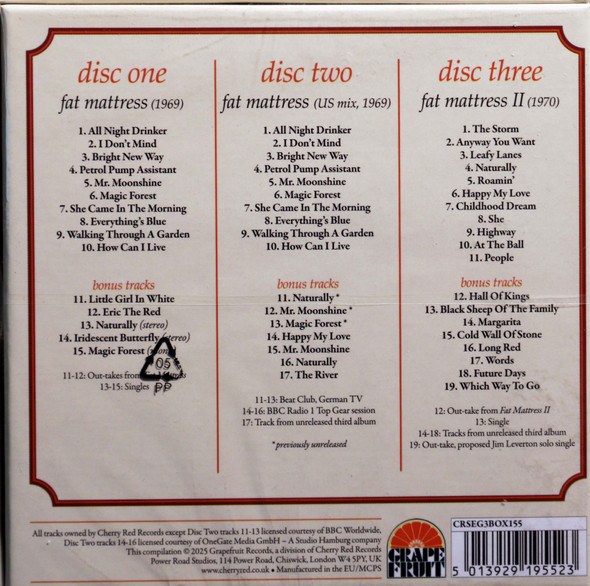 disc one
fat mattress (1969)
1. All Night Drinker
2. I Don't Mind
3. Bright New Way
4. Petrol Pump Assistant
5. Mr. Moonshine
6. Magic Forest
7. She Came In The Morning
8. Everything's Blue
9. Walking Through A Garden
10. How Can I Live
bonus tracks
11. Little Girl In White
12. Eric The Red
13. Naturally (stereo)
14. Iridescent Butterfly (stereo)
15. Magic Forest
11-12: Out-takes from
13-15: Singles
05
PP
disc two
fat mattress (US mix, 1969)
1. All Night Drinker
2. I Don't Mind
3. Bright New Way
4. Petrol Pump Assistant
5. Mr. Moonshine
6. Magic Forest
7. She Came In The Morning
8. Everything's Blue
9. Walking Through A Garden
10. How Can I Live
bonus tracks
11. Naturally *
12. Mr. Moonshine *
13. Magic Forest *
14. Happy My Love
15. Mr. Moonshine
16. Naturally
17. The River
11-13: Beat Club, German TV
14-16: BBC Radio 1 Top Gear session
17: Track from unreleased third album
* previously unreleased
disc three
fat mattress II (1970)
1. The Storm
2. Anyway You Want
3. Leafy Lanes
4. Naturally
5. Roamin'
6. Happy My Love
7. Childhood Dream
8. She
9. Highway
10. At The Ball
11. People
bonus tracks
12. Hall Of Kings
13. Black Sheep Of The Family
14. Margarita
15. Cold Wall Of Stone
16. Long Red
17. Words
18. Future Days
19. Which Way To Go
12: Out-take from Fat Mattress II
13: Single
14-18: Tracks from unreleased third album
19: Out-take, proposed Jim Leverton solo single
All tracks owned by Cherry Red Records except Disc Two tracks 11-13 licensed courtesy of BBC Worldwide,
Disc Two tracks 14-16 licensed courtesy of OneGate Media GmbH – A Studio Hamburg company
This compilation © 2025 Grapefruit Records, a division of Cherry Red Records
Power Road Studios, 114 Power Road, Chiswick, London W4 5PY, UK
www.cherryred.co.uk • Manufactured in the EU/MCPS
GRAPE
FRUIT
CRSEG3BOX155
5 013929 195523